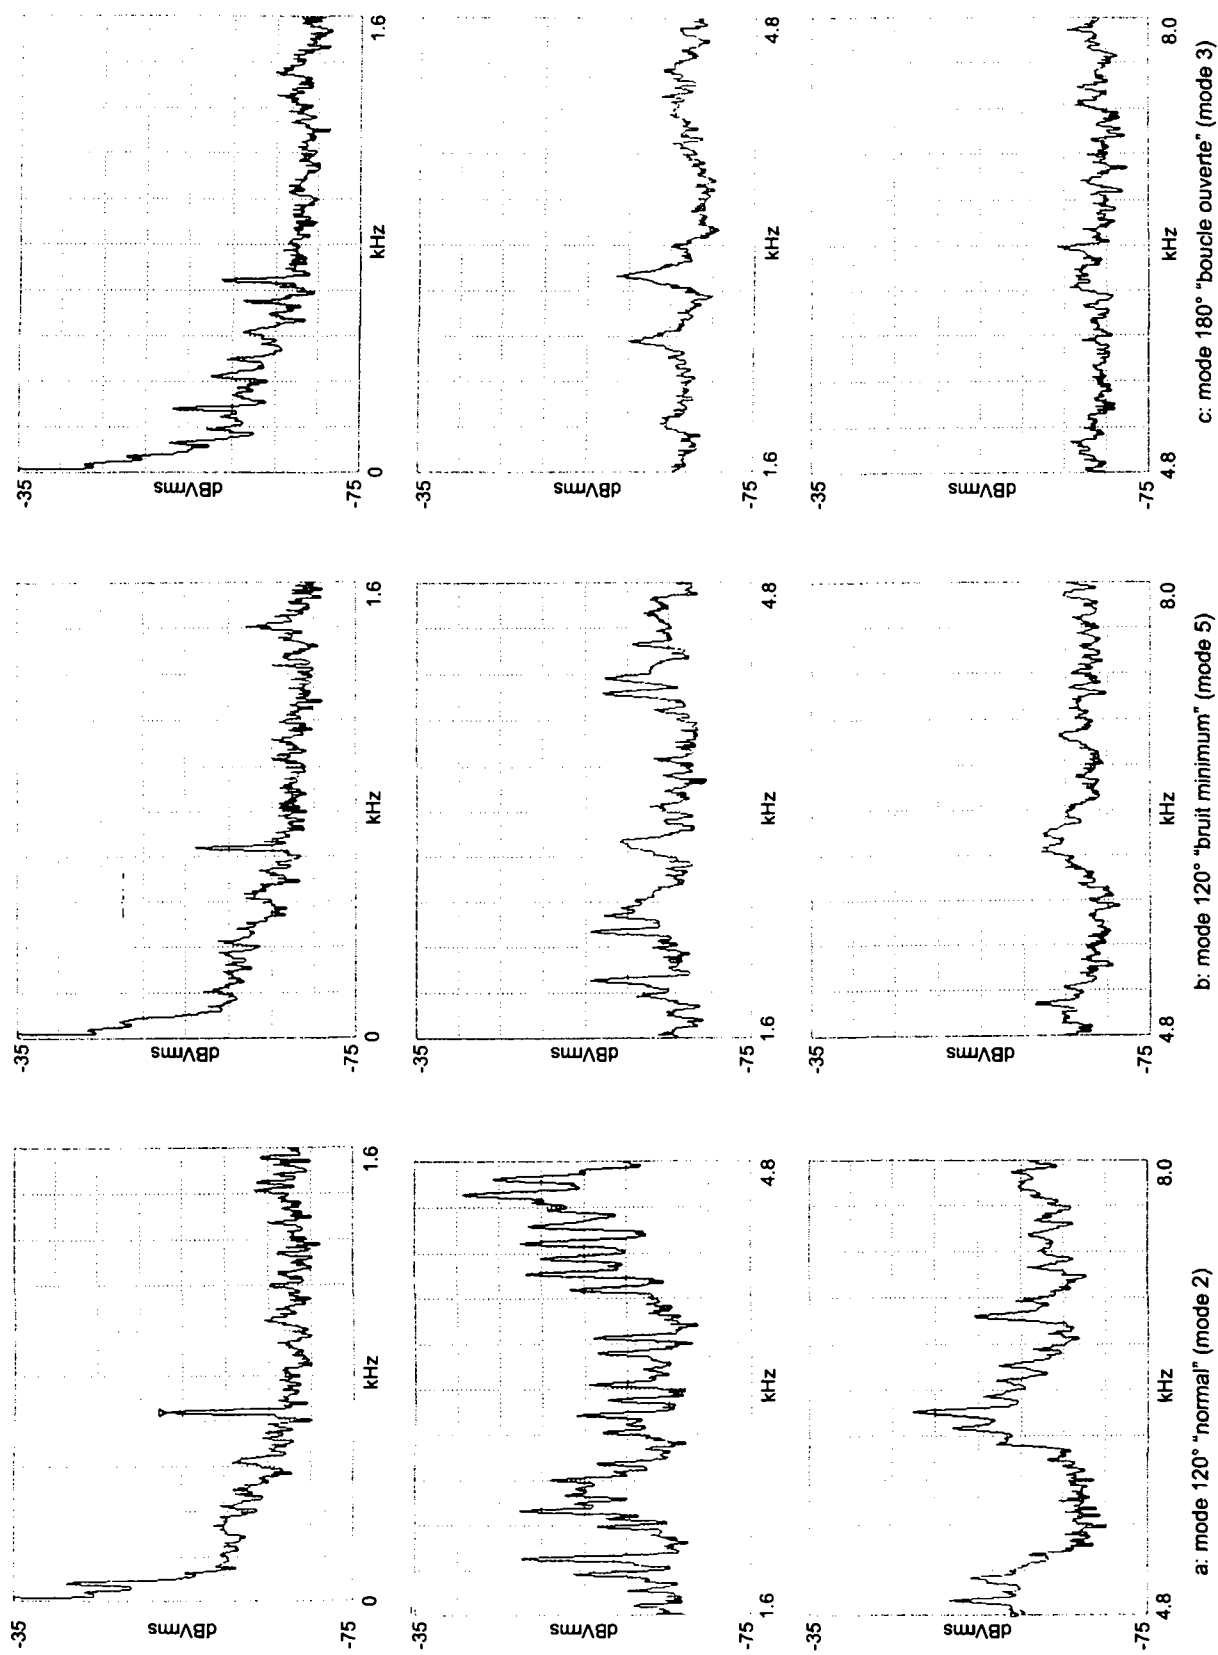 -35
dBVrms
-75
0
kHz
1.6
-35
dBVrms
-75
1.6
kHz
4.8
-35
dBVrms
-75
4.8
kHz
8.0
a: mode 120° "normal" (mode 2)
-35
dBVrms
-75
0
kHz
1.6
-35
dBVrms
-75
1.6
kHz
4.8
-35
dBVrms
-75
4.8
kHz
8.0
b: mode 120° "bruit minimum" (mode 5)
-35
dBVrms
-75
0
kHz
1.6
-35
dBVrms
-75
1.6
kHz
4.8
-35
dBVrms
-75
4.8
kHz
8.0
c: mode 180° "boucle ouverte" (mode 3)